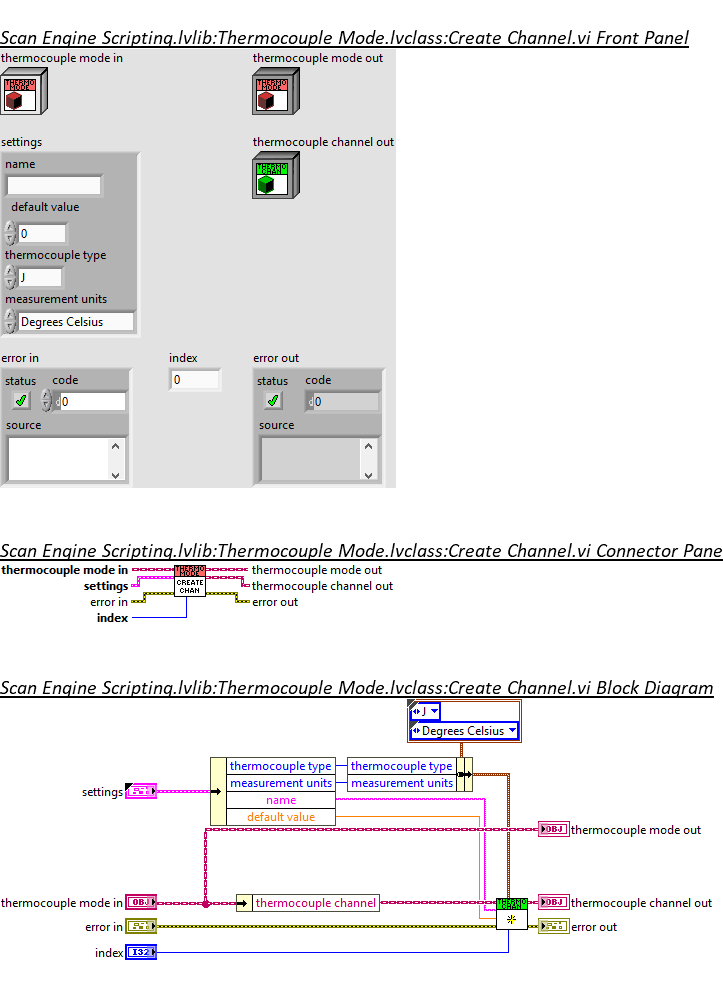 Scan Engine Scripting.lvlib:Thermocouple Mode.lvclass:Create Channel.vi Front Panel
thermocouple mode in
thermocouple mode out
THERMO
MODE
THERMO
MODE
settings
thermocouple channel out
name
THERMO
CHAN
default value
0
thermocouple type
J
measurement units
Degrees Celsius
error in
index
error out
status
code
0
status
code
d0
d0
source
source
Scan Engine Scripting.lvlib:Thermocouple Mode.lvclass:Create Channel.vi Connector Pane
thermocouple mode in
THERMO
MODE
thermocouple mode out
settings
CREATE
CHAN
thermocouple channel out
error in
error out
index
Scan Engine Scripting.lvlib:Thermocouple Mode.lvclass:Create Channel.vi Block Diagram
J
Degrees Celsius
thermocouple type
thermocouple type
measurement units
measurement units
settings
name
default value
thermocouple mode out
OBJ
thermocouple mode in
OBJ
thermocouple channel
THERMO
CHAN
OBJ
thermocouple channel out
error in
error out
index
I32